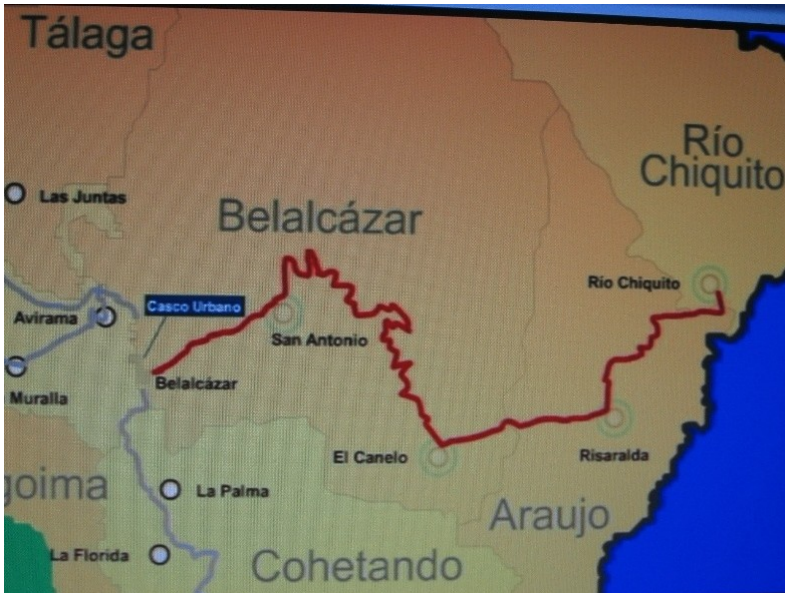 Tálaga
Río
Chiquito
Las Juntas
Belalcázar
Río Chiquito
Casco Urbano
Avirama
San Antonio
Belalcázar
Muralla
El Canelo
Risaralda
goima
La Palma
Araujo
La Florida
Cohetando